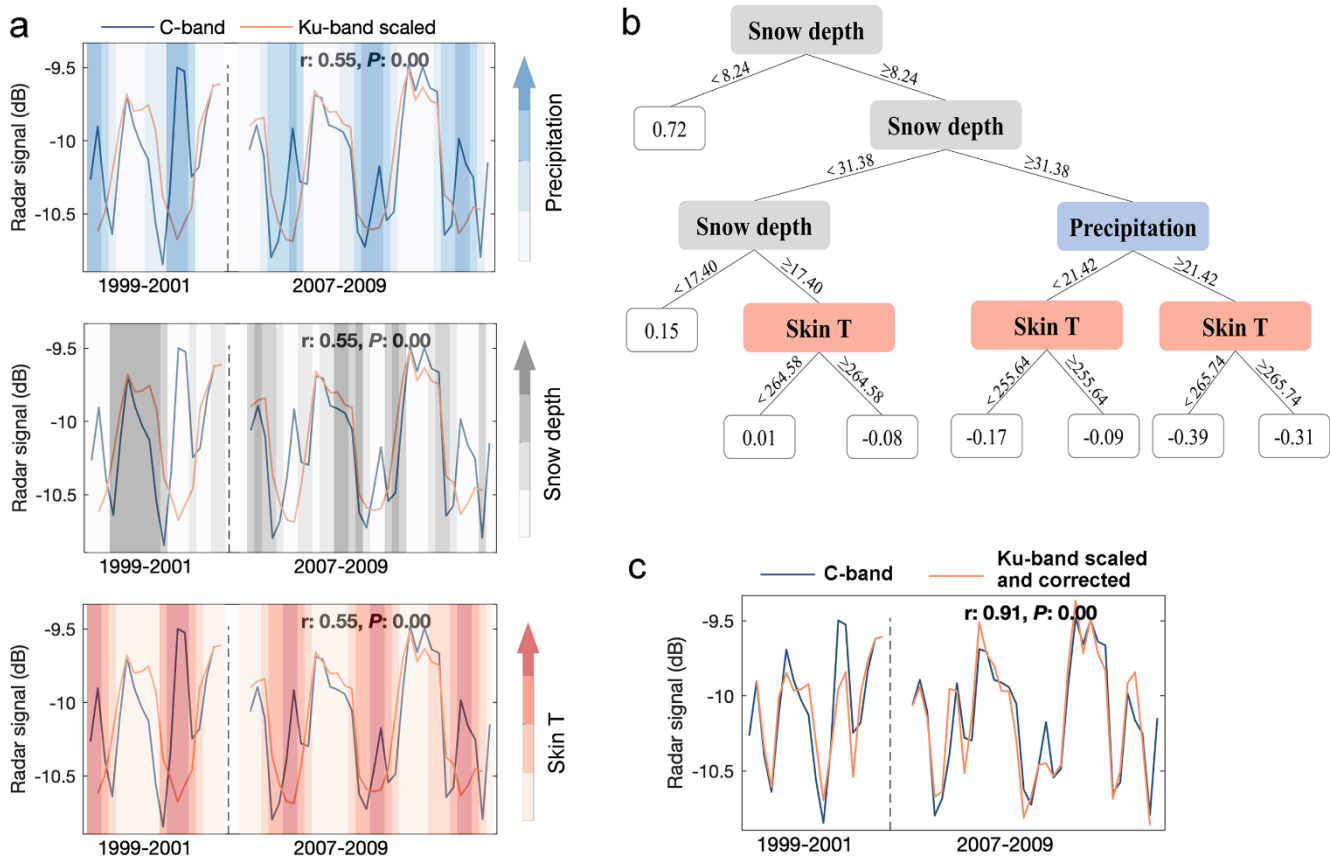 a
C-band
Ku-band scaled
r: 0.55, P: 0.00
Radar signal (dB)
-9.5
-10
-10.5
1999-2001
2007-2009
Precipitation
r: 0.55, P: 0.00
Radar signal (dB)
-9.5
-10
-10.5
1999-2001
2007-2009
Snow depth
r: 0.55, P: 0.00
Radar signal (dB)
-9.5
-10
-10.5
1999-2001
2007-2009
Skin T
b
Snow depth
<8.24
≥8.24
0.72
Snow depth
<31.38
≥31.38
Snow depth
Precipitation
<17.40
≥17.40
<21.42
≥21.42
0.15
Skin T
Skin T
Skin T
<264.58
≥264.58
<255.64
≥255.64
<265.74
≥265.74
0.01
-0.08
-0.17
-0.09
-0.39
-0.31
c
C-band
Ku-band scaled
and corrected
r: 0.91, P: 0.00
Radar signal (dB)
-9.5
-10
-10.5
1999-2001
2007-2009